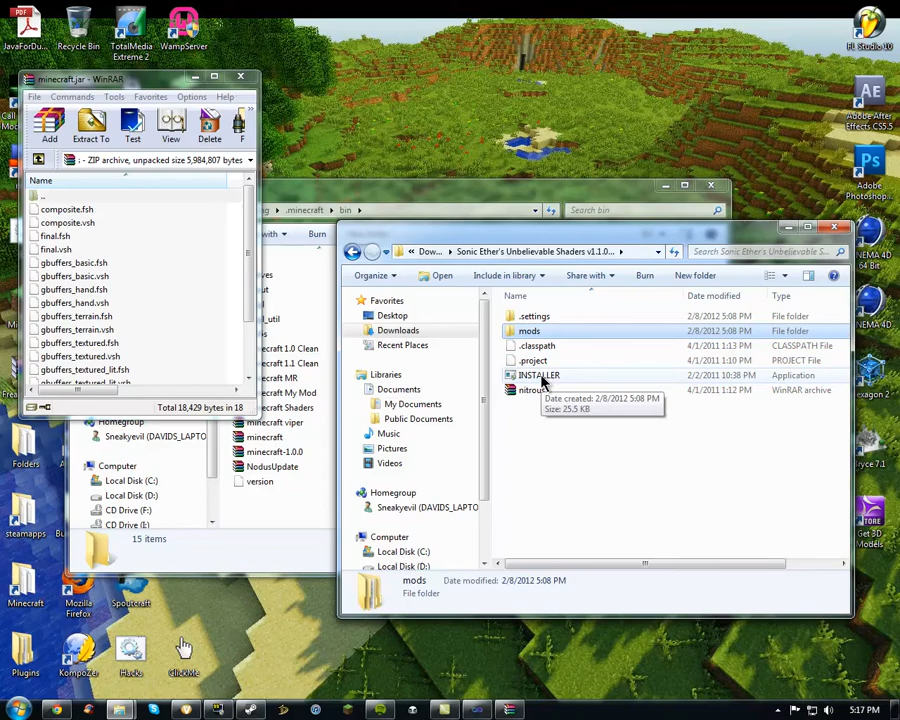 JavaForDu...
Recycle Bin
TotalMedia
Extreme 2
WampServer
FL Studio 10
minecraft.jar - WinRAR
File Commands Tools Favorites Options Help
Add Extract To Test View Delete F
- ZIP archive, unpacked size 5,984,807 bytes
Name
..
composite.fsh
composite.vsh
final.fsh
final.vsh
gbuffers_basic.fsh
gbuffers_basic.vsh
gbuffers_hand.fsh
gbuffers_hand.vsh
gbuffers_terrain.fsh
gbuffers_terrain.vsh
gbuffers_textured.fsh
gbuffers_textured.vsh
gbuffers_textured_lit.fsh
gbuffers_textured_lit.vsh
Total 18,429 bytes in 18
.minecraft bin
Search bin
Burn
Minecraft 1.0 Clean
Minecraft 1.1 Clean
Minecraft MR
Minecraft My Mod
Minecraft Shaders
minecraft viper
minecraft
minecraft-1.0.0
NodusUpdate
version
Homegroup
Sneakyevil (DAVIDS_LAPTO
Computer
Local Disk (C:)
Local Disk (D:)
CD Drive (F:)
CD Drive (I:)
15 items
Dow... Sonic Ether's Unbelievable Shaders v1.1.0...
Search Sonic Ether's Unbelievable ...
Organize Open Include in library Share with Burn New folder
Favorites
Desktop
Downloads
Recent Places
Libraries
Documents
My Documents
Public Documents
Music
Pictures
Videos
Homegroup
Sneakyevil (DAVIDS_LAPTO
Computer
Local Disk (C:)
Local Disk (D:)
Name Date modified Type
.settings 2/8/2012 5:08 PM File folder
mods 2/8/2012 5:08 PM File folder
.classpath 4/1/2011 1:13 PM CLASSPATH File
.project 4/1/2011 1:10 PM PROJECT File
INSTALLER 2/2/2011 10:38 PM Application
nitrous 4/1/2011 1:12 PM WinRAR archive
Date created: 2/8/2012 5:08 PM
Size: 25.5 KB
mods Date modified: 2/8/2012 5:08 PM
File folder
Adobe After
Effects CS5.5
Adobe
Photoshop...
Get 3D
Models
Folders
steamapps
Minecraft
Mozilla
Firefox
Spoutcraft
Plugins
KompoZer
Hacks
ClickMe
5:17 PM